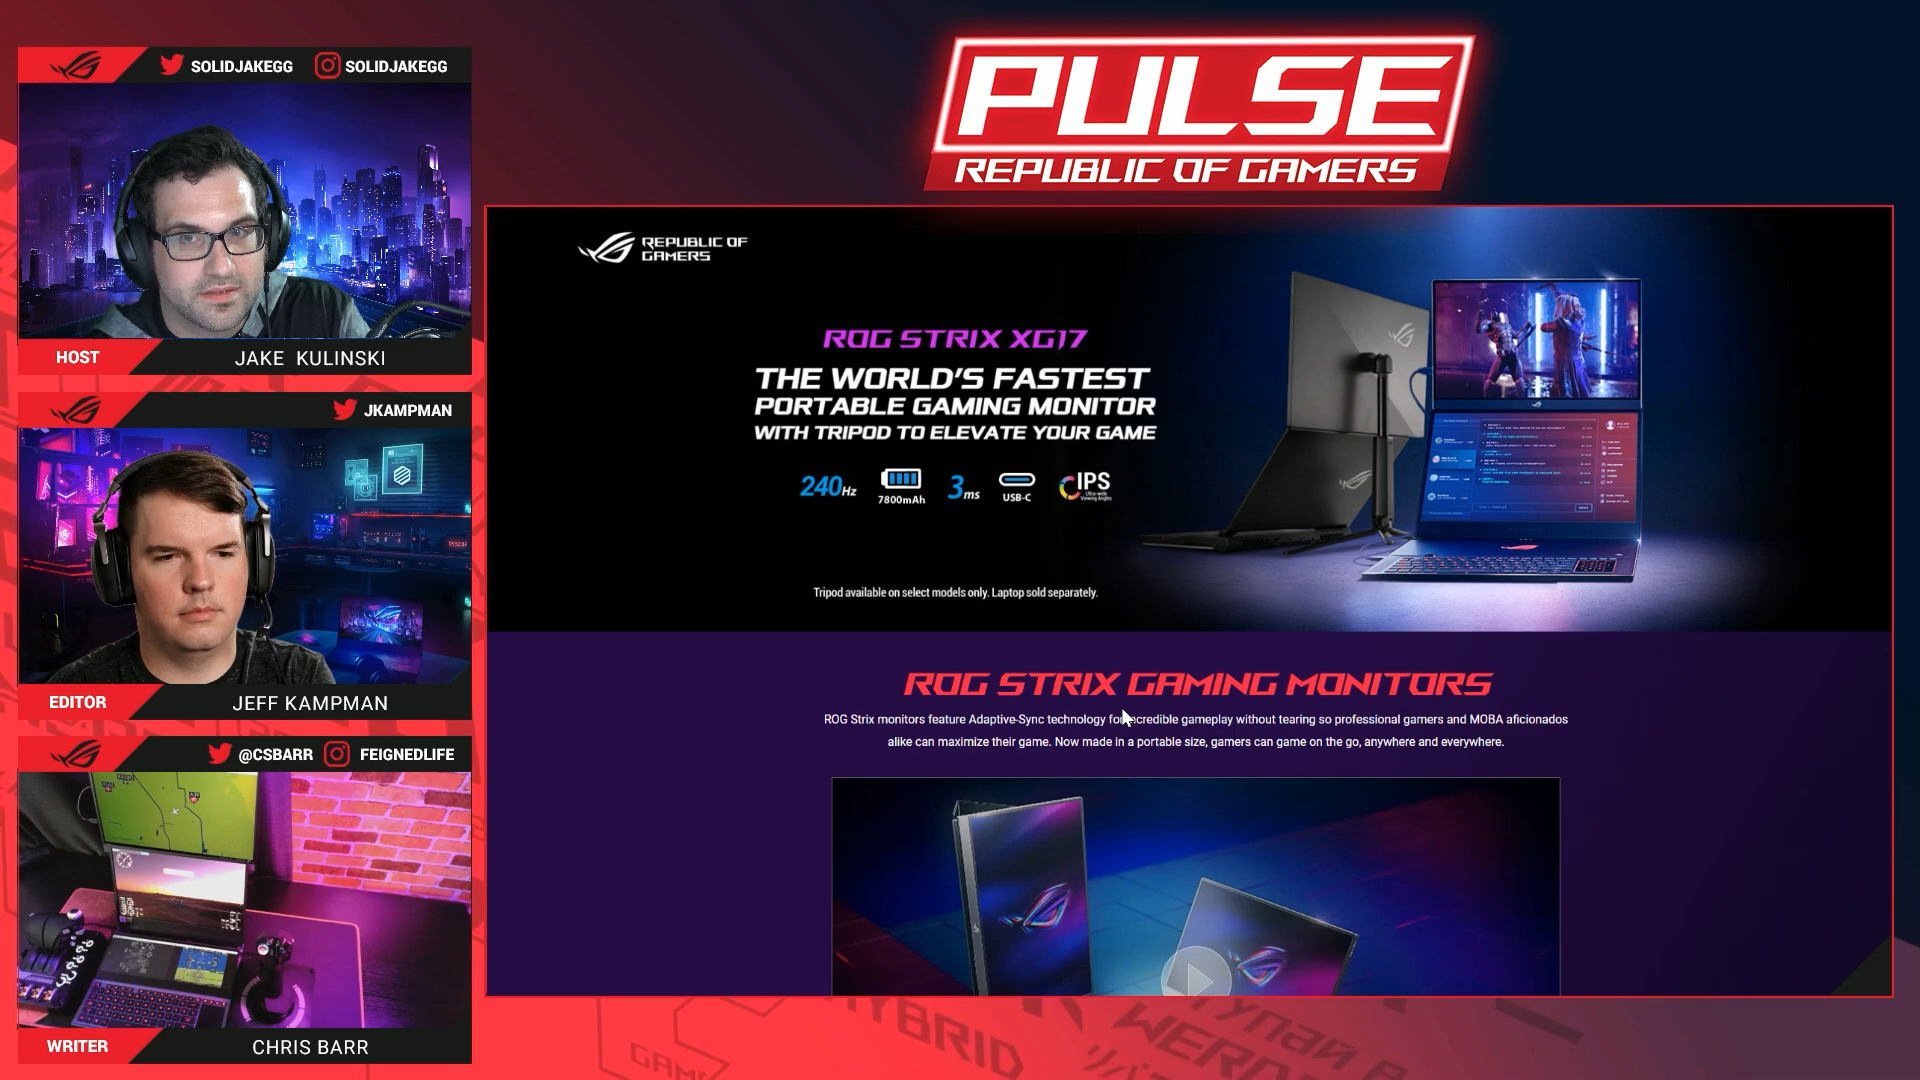 SOLIDJAKEGG SOLIDJAKEGG
HOST JAKE KULINSKI
JKAMPMAN
EDITOR JEFF KAMPMAN
@CSBARR FEIGNEDLIFE
WRITER CHRIS BARR
PULSE
REPUBLIC OF GAMERS
REPUBLIC OF
GAMERS
ROG STRIX XG17
THE WORLD'S FASTEST
PORTABLE GAMING MONITOR
WITH TRIPOD TO ELEVATE YOUR GAME
240Hz 7800mAh 3ms USB-C IPS
Ultra-wide
Viewing Angles
Tripod available on select models only. Laptop sold separately.
ROG STRIX GAMING MONITORS
ROG Strix monitors feature Adaptive-Sync technology for incredible gameplay without tearing so professional gamers and MOBA aficionados
alike can maximize their game. Now made in a portable size, gamers can game on the go, anywhere and everywhere.
HYBRID